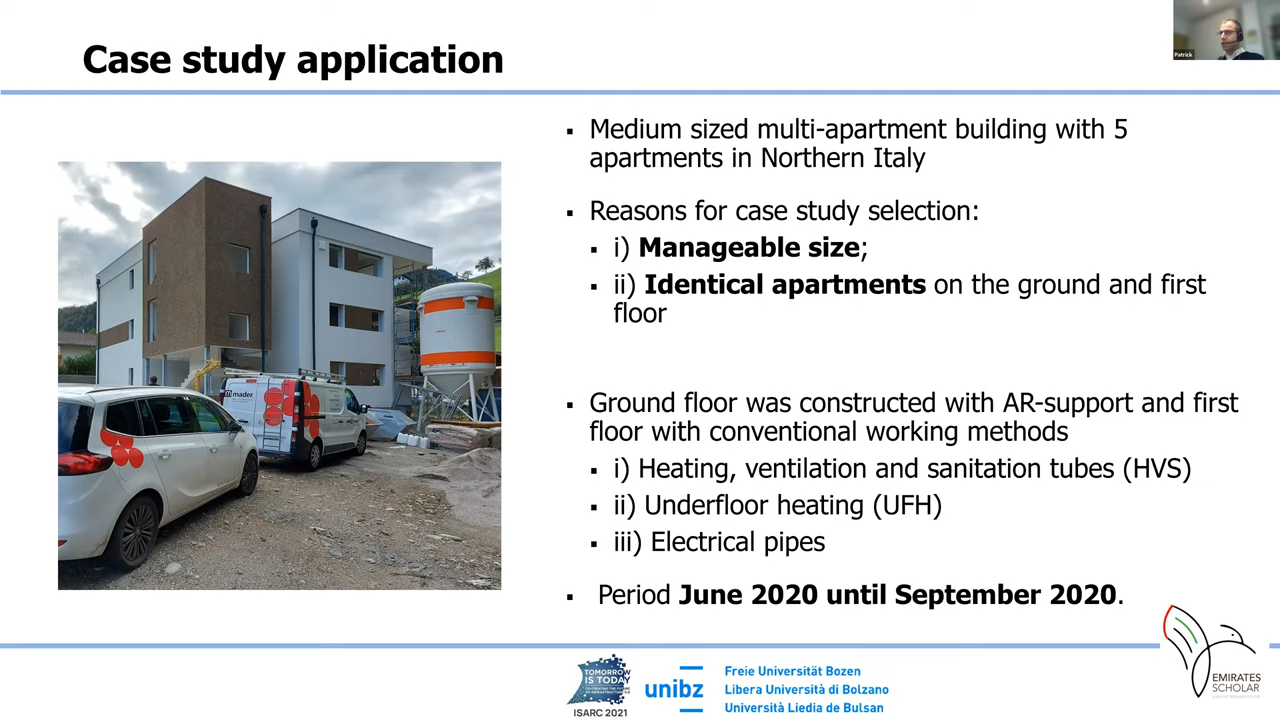 Case study application
Patrick
▪ Medium sized multi-apartment building with 5
apartments in Northern Italy
▪ Reasons for case study selection:
▪ i) Manageable size;
▪ ii) Identical apartments on the ground and first
floor
▪ Ground floor was constructed with AR-support and first
floor with conventional working methods
▪ i) Heating, ventilation and sanitation tubes (HVS)
▪ ii) Underfloor heating (UFH)
▪ iii) Electrical pipes
▪ Period June 2020 until September 2020.
mader
TOMORROW
IS TODAY
ISARC 2021
unibz
Freie Universität Bozen
Libera Università di Bolzano
Università Liedia de Bulsan
EMIRATES
SCHOLAR